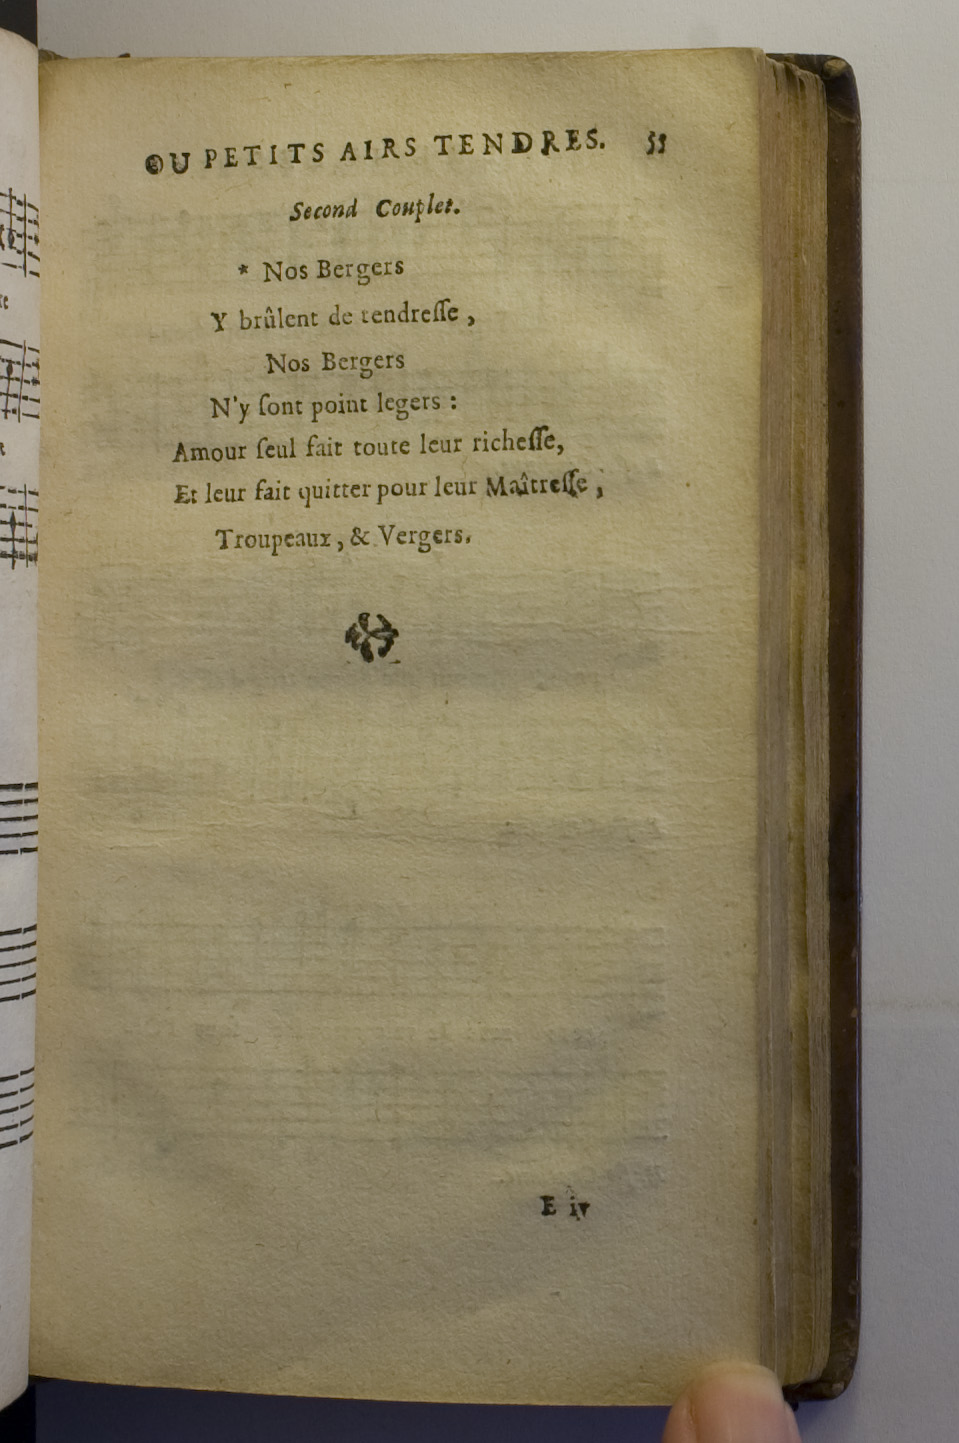 OU PETITS AIRS TENDRES. 55
Second Couplet.
* Nos Bergers
Y brûlent de tendreſſe ,
Nos Bergers
N'y ſont point legers :
Amour ſeul fait toute leur richeſſe,
Et leur fait quitter pour leur Maîtreſſe ,
Troupeaux , & Vergers.
E iv